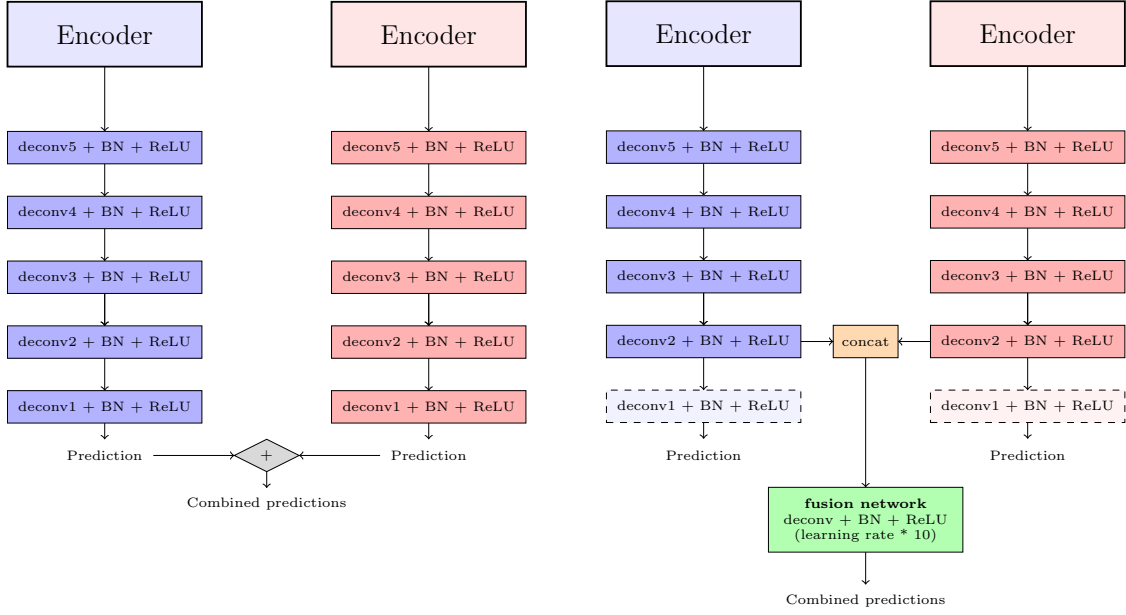 Encoder
Encoder
Encoder
Encoder
deconv5 + BN + ReLU
deconv5 + BN + ReLU
deconv5 + BN + ReLU
deconv5 + BN + ReLU
deconv4 + BN + ReLU
deconv4 + BN + ReLU
deconv4 + BN + ReLU
deconv4 + BN + ReLU
deconv3 + BN + ReLU
deconv3 + BN + ReLU
deconv3 + BN + ReLU
deconv3 + BN + ReLU
deconv2 + BN + ReLU
deconv2 + BN + ReLU
deconv2 + BN + ReLU
concat
deconv2 + BN + ReLU
deconv1 + BN + ReLU
deconv1 + BN + ReLU
deconv1 + BN + ReLU
deconv1 + BN + ReLU
Prediction
+
Prediction
Prediction
Prediction
Combined predictions
fusion network
deconv + BN + ReLU
(learning rate * 10)
Combined predictions